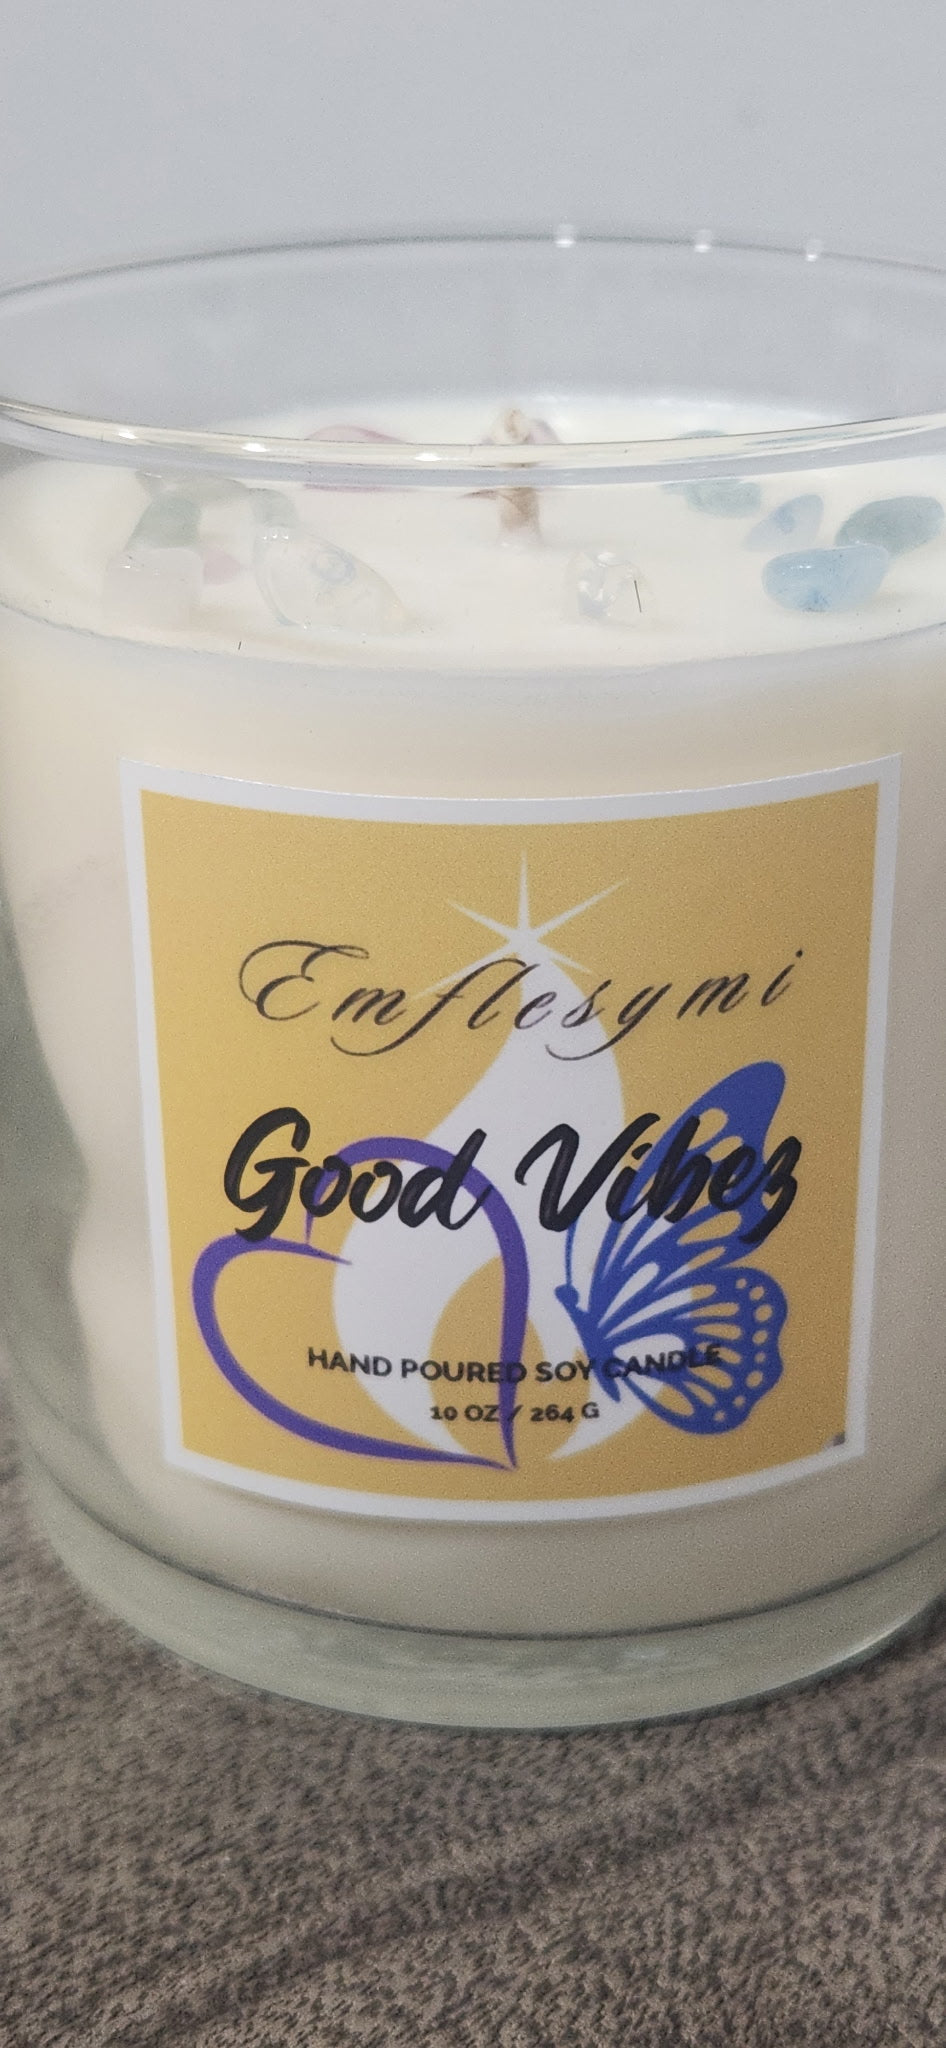 Emflesymi
Good Vibez
HAND POURED SOY CANDLE
10 OZ / 264 G